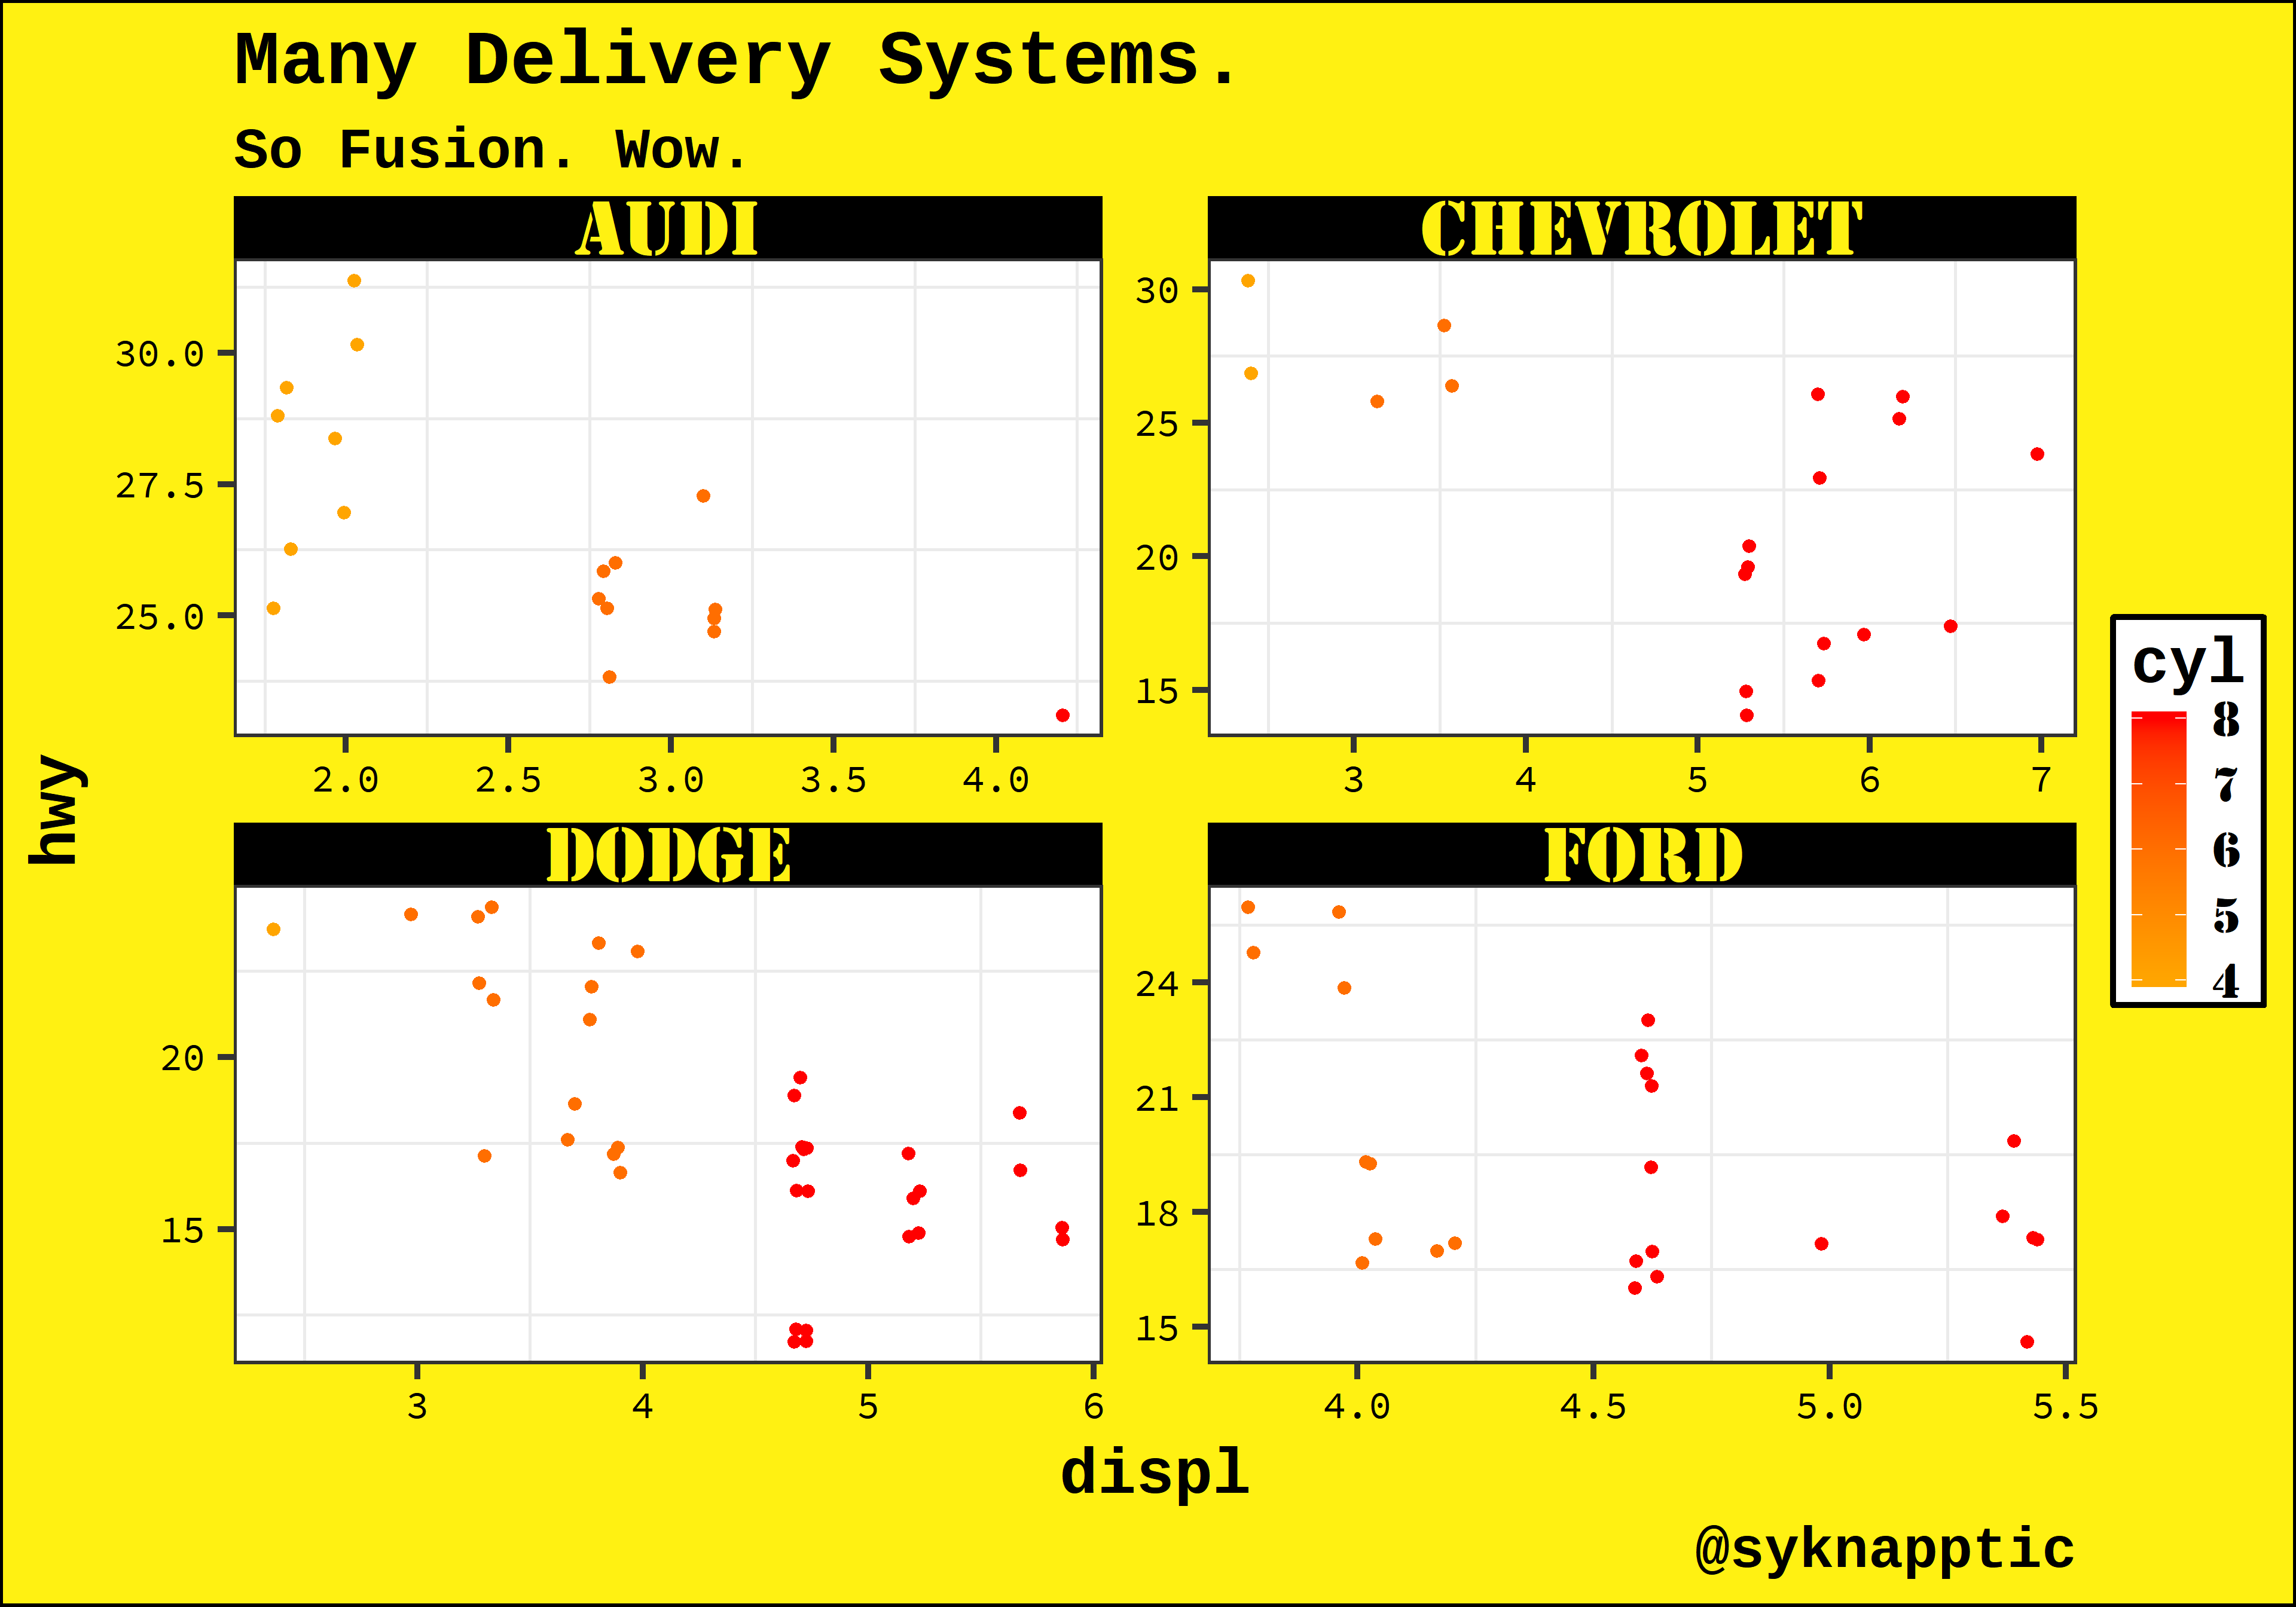 Many Delivery Systems.
So Fusion. Wow.
AUDI
CHEVROLET
30.0
27.5
25.0
30
25
20
15
2.0 2.5 3.0 3.5 4.0
3 4 5 6 7
hwy
cyl
8
7
6
5
4
DODGE
FORD
20
15
24
21
18
15
3 4 5 6
4.0 4.5 5.0 5.5
displ
@syknapptic